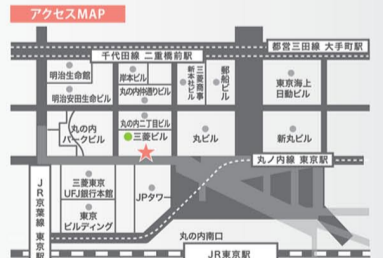 アクセスMAP
都営三田線 大手町駅
千代田線 二重橋前駅
明治生命館
岸本ビル
三菱商事
新本社ビル
郵船ビル
東京海上
日動ビル
明治安田生命ビル
丸の内仲通りビル
丸の内二丁目ビル
丸の内
パークビル
三菱ビル
丸ビル
新丸ビル
丸ノ内線 東京駅
三菱東京
UFJ銀行本館
JPタワー
JR京葉線 東京駅
東京
ビルディング
丸の内南口
JR東京駅